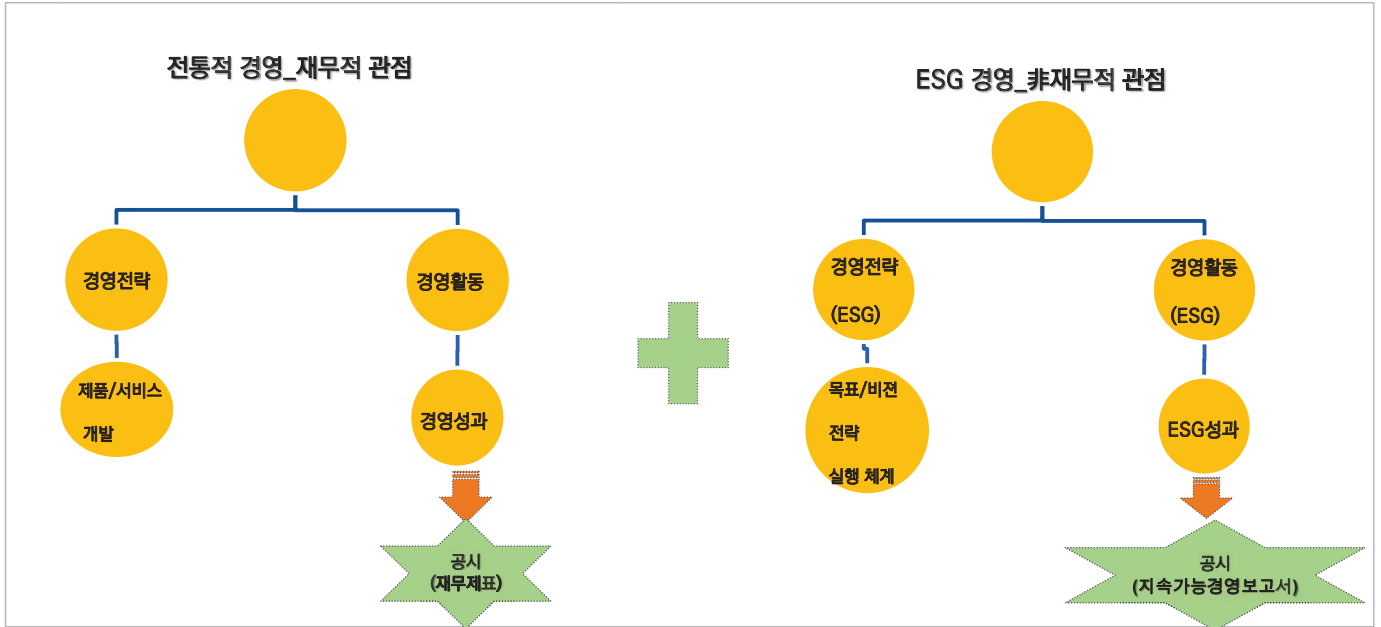 전통적 경영_재무적 관점
경영전략
경영활동
제품/서비스
개발
경영성과
공시
(재무제표)
ESG 경영_非재무적 관점
경영전략
(ESG)
경영활동
(ESG)
목표/비젼
전략
실행 체계
ESG성과
공시
(지속가능경영보고서)